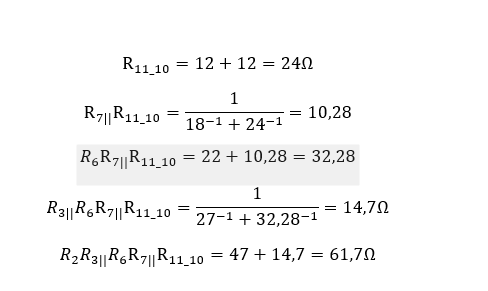 R₁₁_₁₀ = 12 + 12 = 24Ω
R₇||R₁₁_₁₀ = 1 / (18⁻¹ + 24⁻¹) = 10,28
R₆R₇||R₁₁_₁₀ = 22 + 10,28 = 32,28
R₃||R₆R₇||R₁₁_₁₀ = 1 / (27⁻¹ + 32,28⁻¹) = 14,7Ω
R₂R₃||R₆R₇||R₁₁_₁₀ = 47 + 14,7 = 61,7Ω